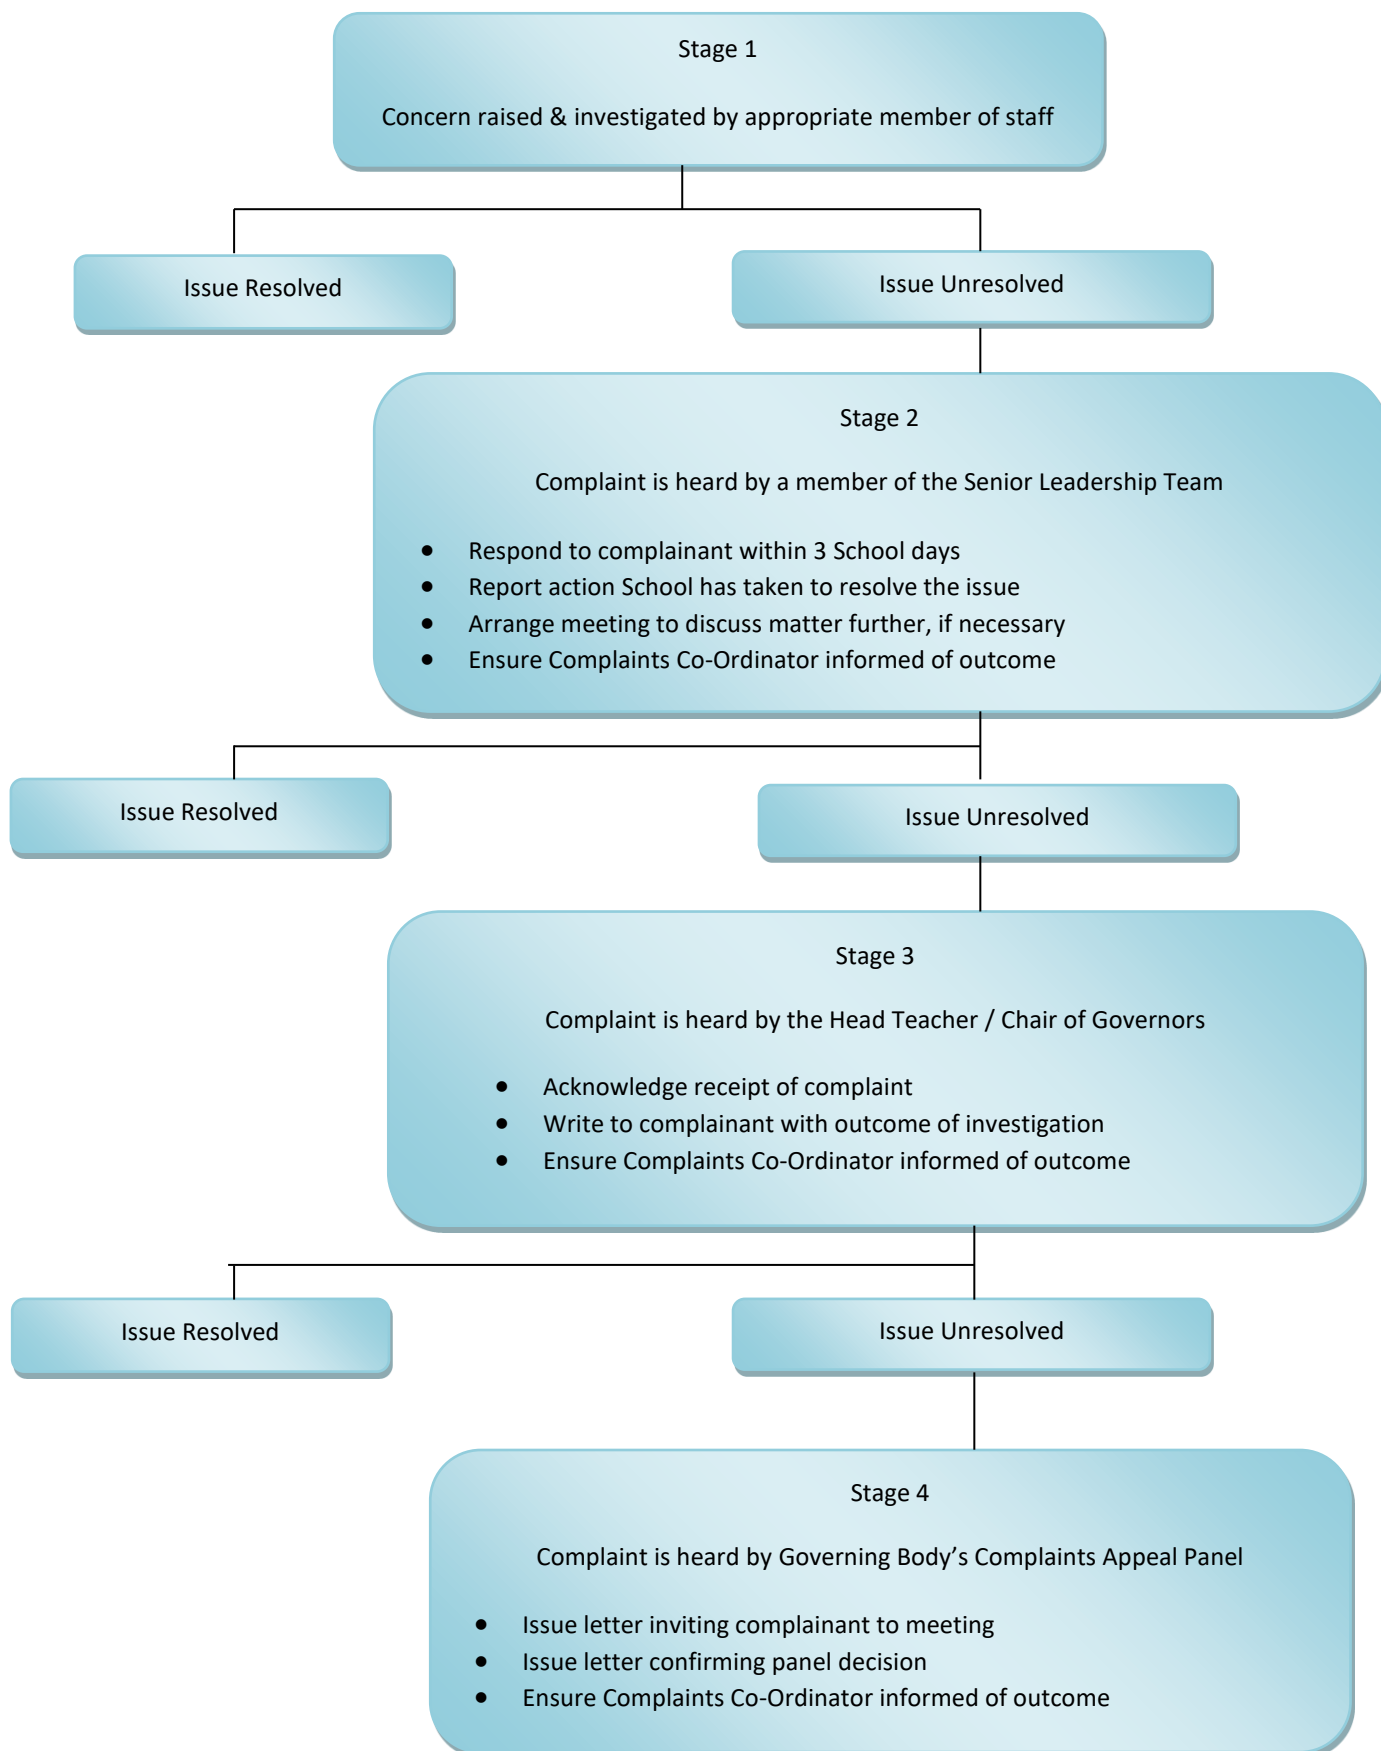 Stage 1
Concern raised & investigated by appropriate member of staff
Issue Resolved
Issue Unresolved
Stage 2
Complaint is heard by a member of the Senior Leadership Team
• Respond to complainant within 3 School days
• Report action School has taken to resolve the issue
• Arrange meeting to discuss matter further, if necessary
• Ensure Complaints Co-Ordinator informed of outcome
Issue Resolved
Issue Unresolved
Stage 3
Complaint is heard by the Head Teacher / Chair of Governors
• Acknowledge receipt of complaint
• Write to complainant with outcome of investigation
• Ensure Complaints Co-Ordinator informed of outcome
Issue Resolved
Issue Unresolved
Stage 4
Complaint is heard by Governing Body’s Complaints Appeal Panel
• Issue letter inviting complainant to meeting
• Issue letter confirming panel decision
• Ensure Complaints Co-Ordinator informed of outcome